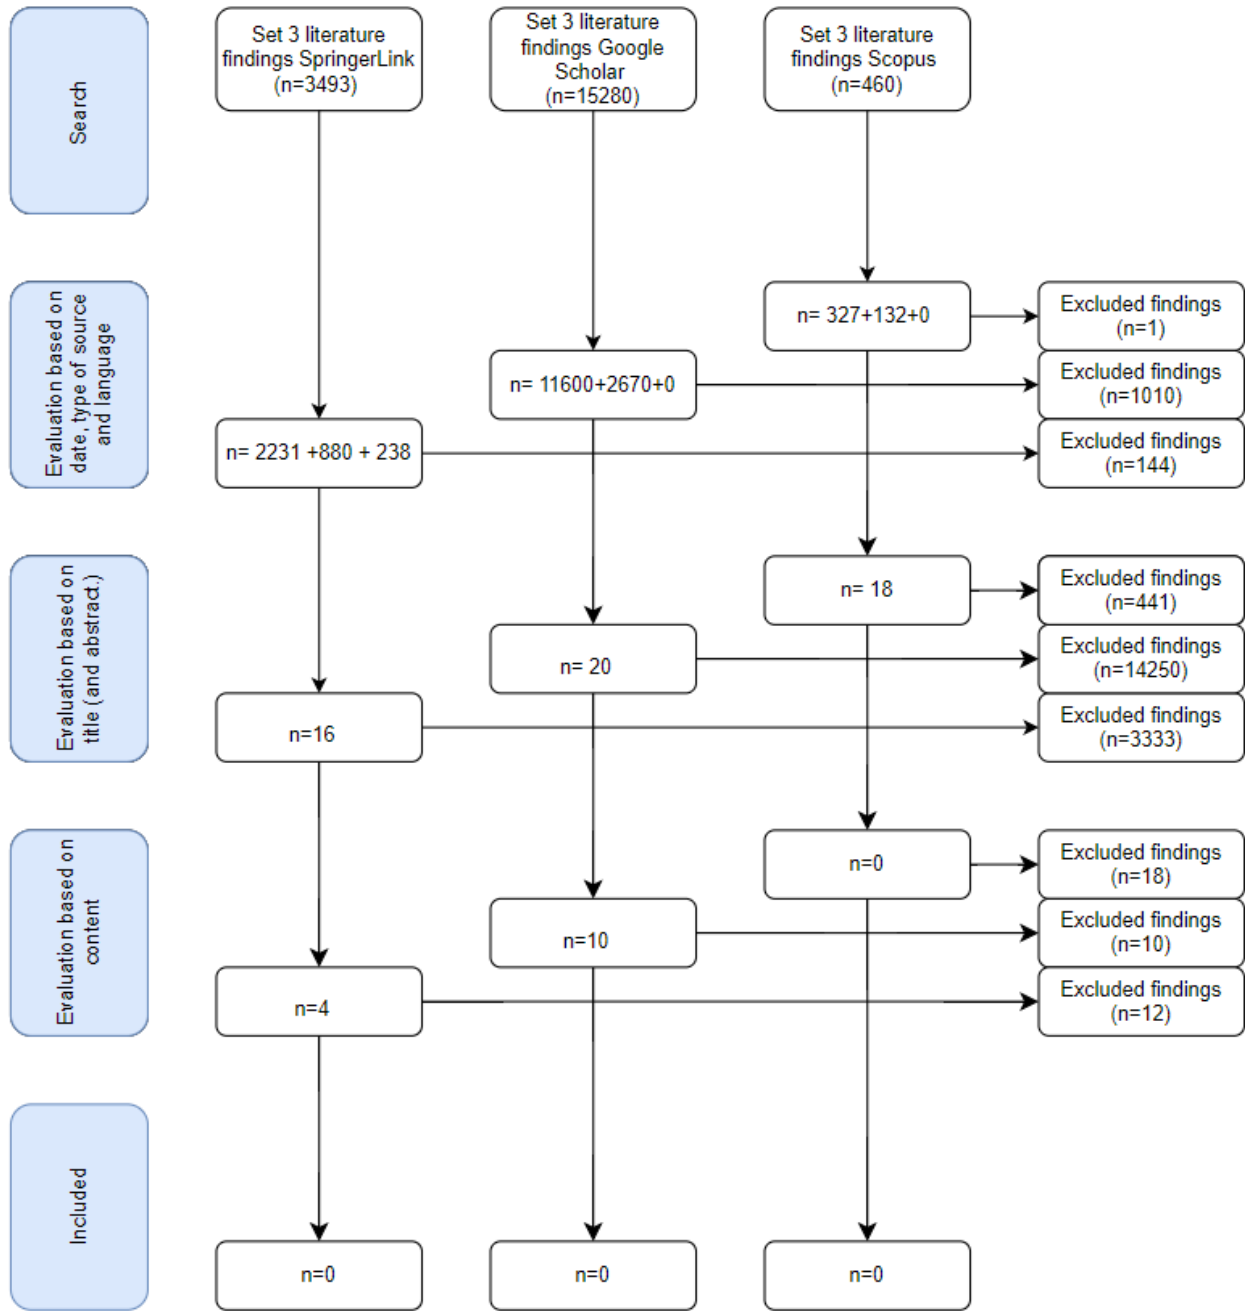 Search
Set 3 literature
findings SpringerLink
(n=3493)
Set 3 literature
findings Google
Scholar
(n=15280)
Set 3 literature
findings Scopus
(n=460)
Evaluation based on
date, type of source
and language
n= 327+132+0
Excluded findings
(n=1)
n= 11600+2670+0
Excluded findings
(n=1010)
n= 2231 +880 + 238
Excluded findings
(n=144)
Evaluation based on
title (and abstract.)
n= 18
Excluded findings
(n=441)
n= 20
Excluded findings
(n=14250)
n=16
Excluded findings
(n=3333)
Evaluation based on
content
n=0
Excluded findings
(n=18)
n=10
Excluded findings
(n=10)
n=4
Excluded findings
(n=12)
Included
n=0
n=0
n=0